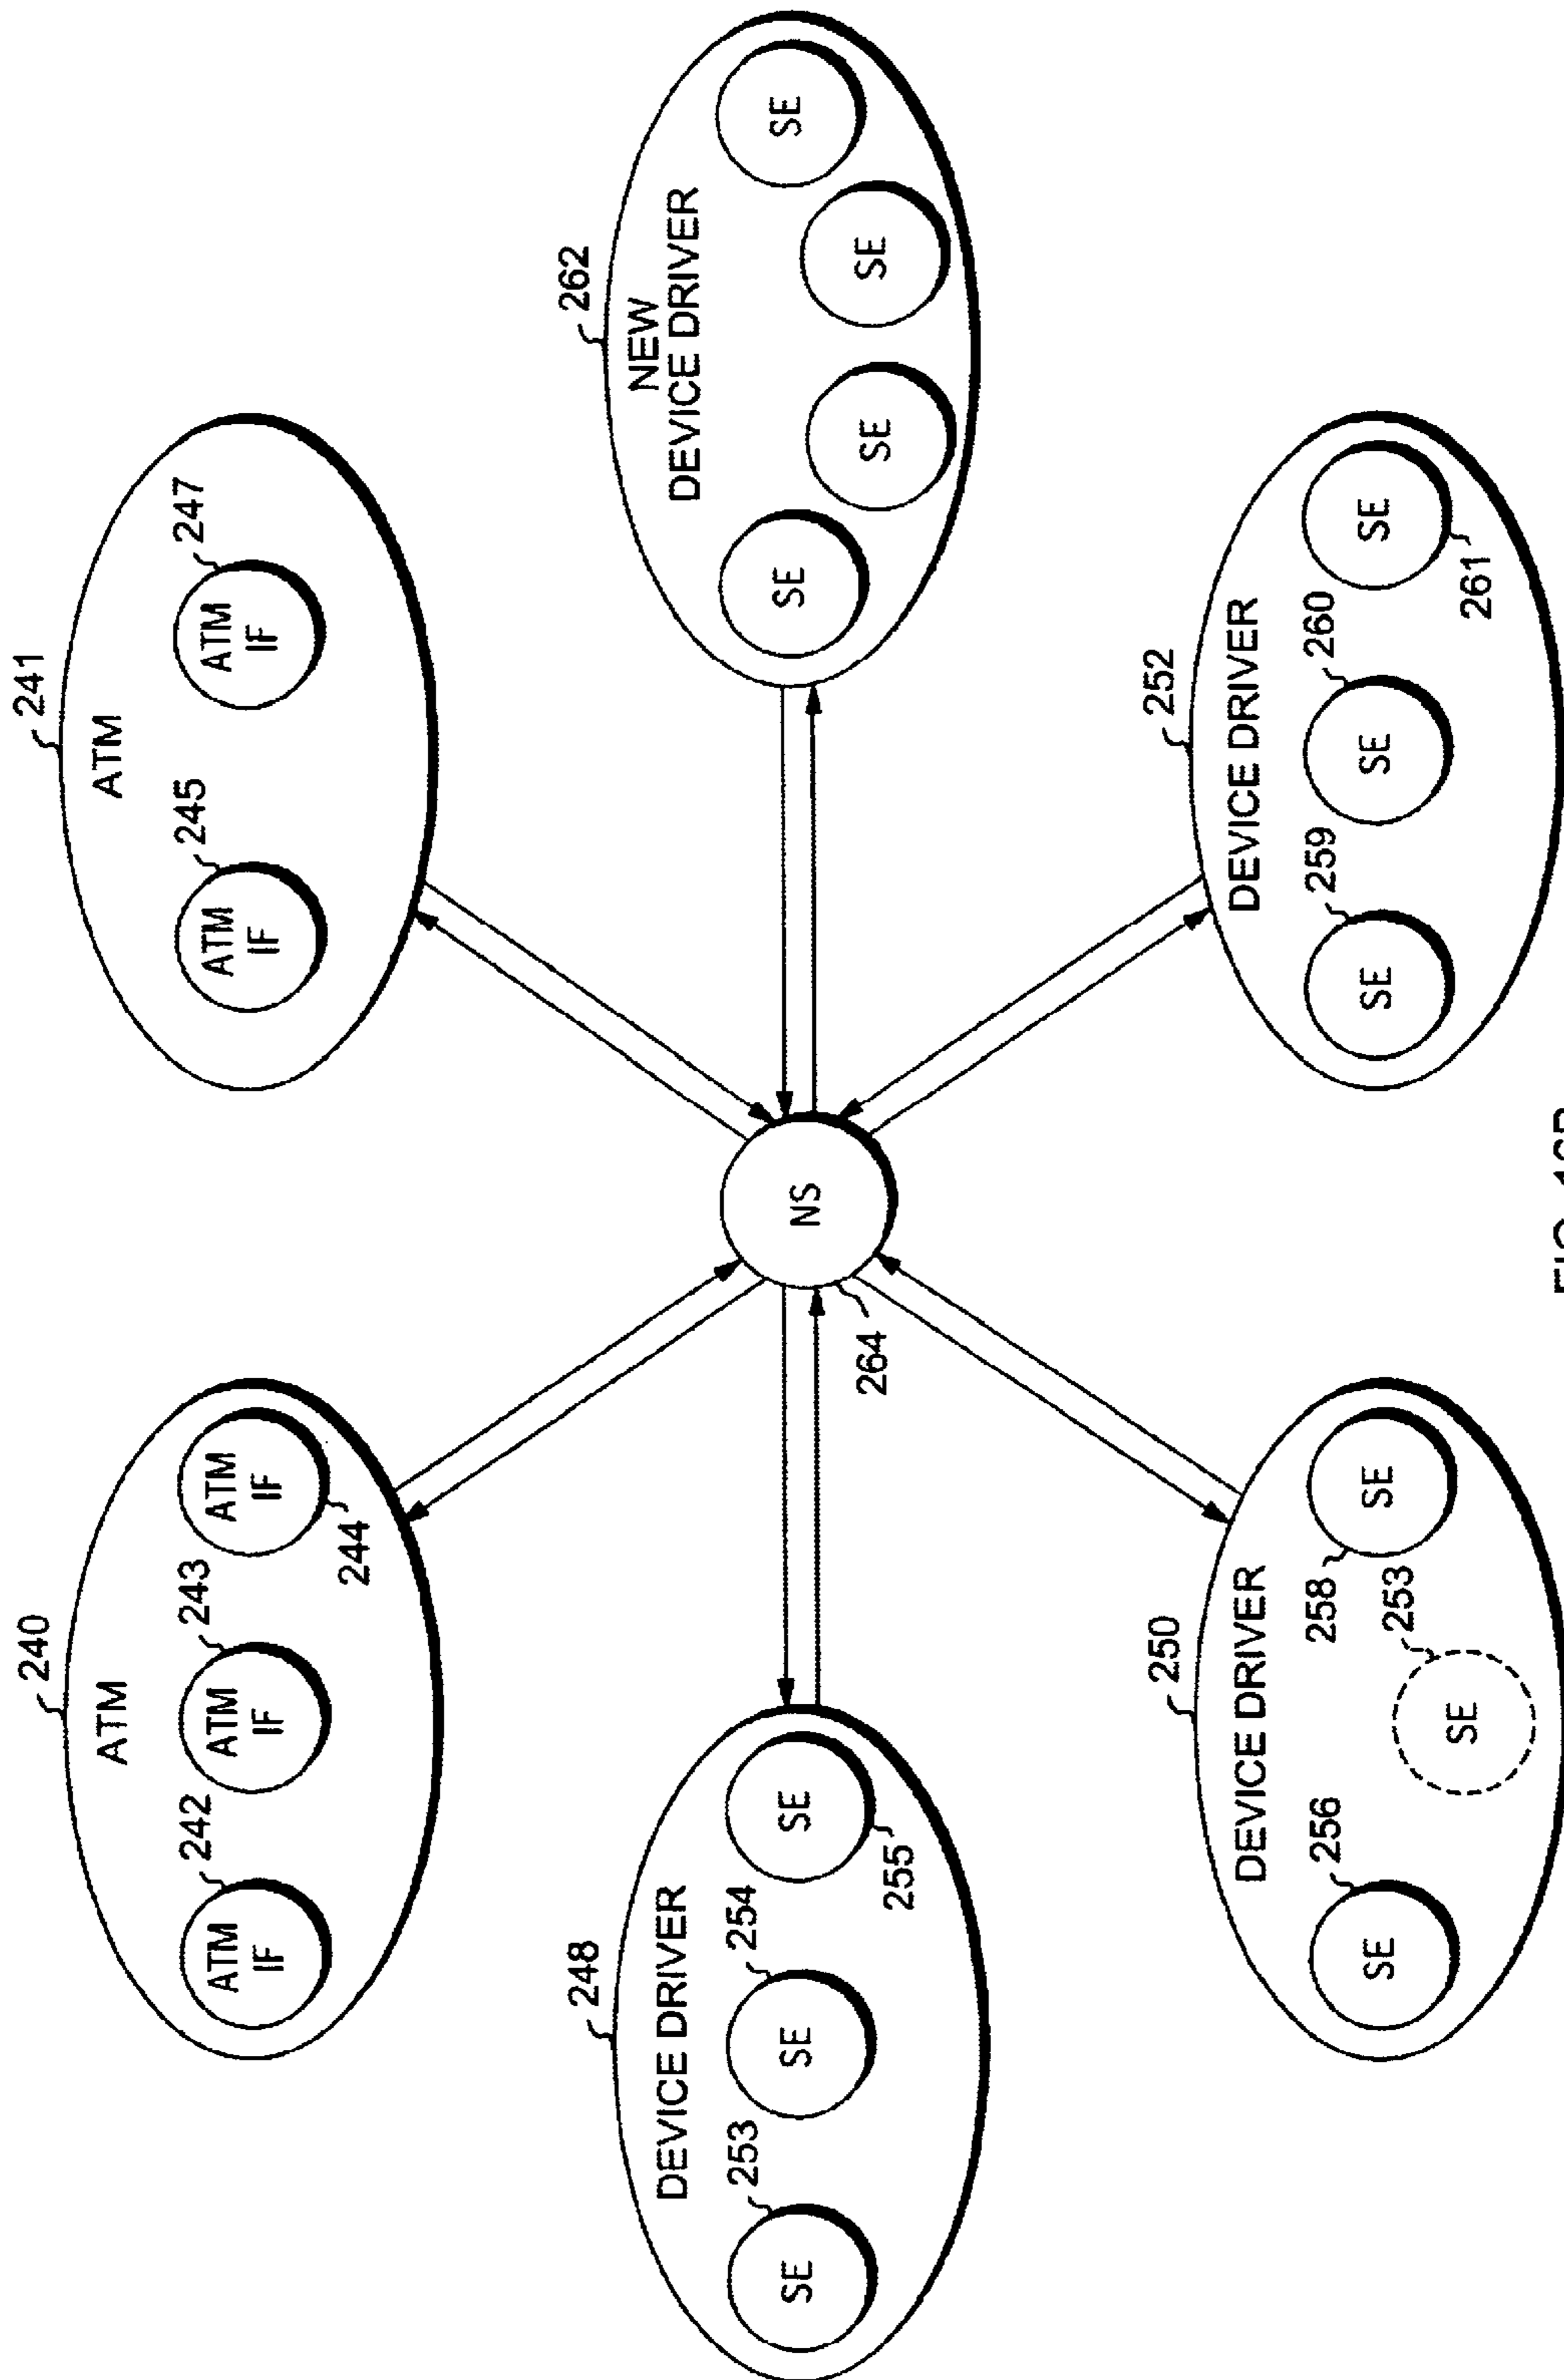 240
ATM
242
243
ATM
IF
ATM
IF
ATM
IF
244
241
ATM
245
247
ATM
IF
ATM
IF
248
DEVICE DRIVER
253
254
SE
SE
SE
255
NS
264
262
NEW
DEVICE DRIVER
SE
SE
SE
SE
250
DEVICE DRIVER
256
258
SE
SE
253
SE
252
DEVICE DRIVER
259
260
SE
SE
SE
261
FIG.